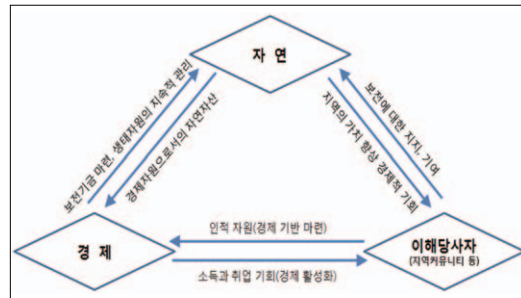 자 연
보전기금 마련, 생태자원의 지속적 관리
경제자원으로서의 자연자산
지역의 가치 향상 경제적 기회
보전에 대한 지지, 기여
경 제
인적 자원(경제 기반 마련)
소득과 취업 기회(경제 활성화)
이해당사자
(지역커뮤니티 등)